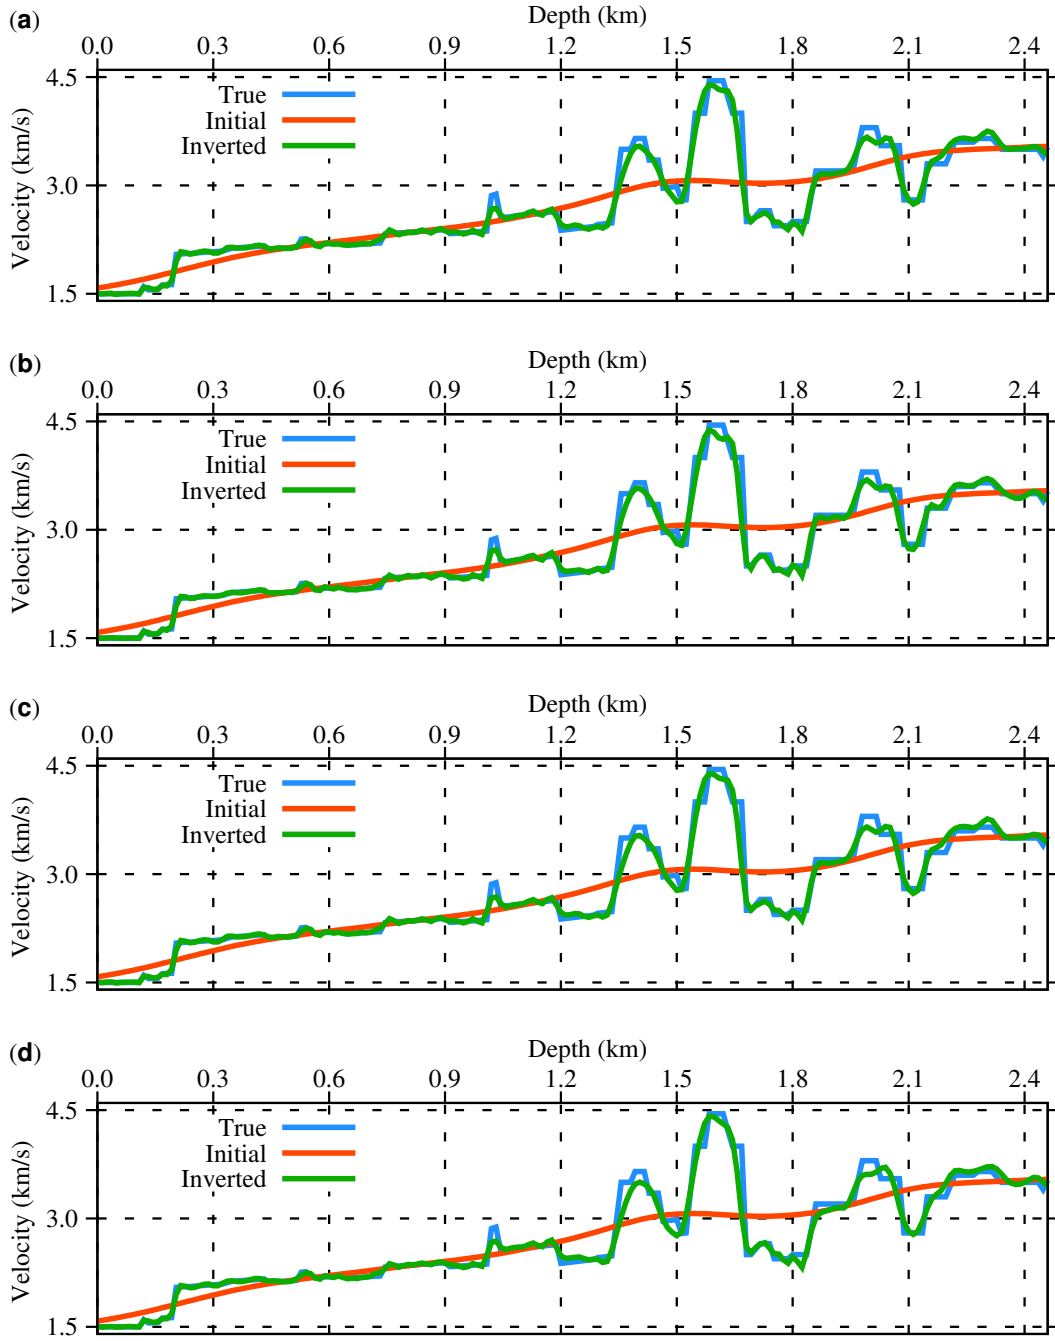 (a)
Depth (km)
0.0 0.3 0.6 0.9 1.2 1.5 1.8 2.1 2.4
4.5
True
Initial
Inverted
3.0
Velocity (km/s)
1.5
(b)
Depth (km)
0.0 0.3 0.6 0.9 1.2 1.5 1.8 2.1 2.4
4.5
True
Initial
Inverted
3.0
Velocity (km/s)
1.5
(c)
Depth (km)
0.0 0.3 0.6 0.9 1.2 1.5 1.8 2.1 2.4
4.5
True
Initial
Inverted
3.0
Velocity (km/s)
1.5
(d)
Depth (km)
0.0 0.3 0.6 0.9 1.2 1.5 1.8 2.1 2.4
4.5
True
Initial
Inverted
3.0
Velocity (km/s)
1.5